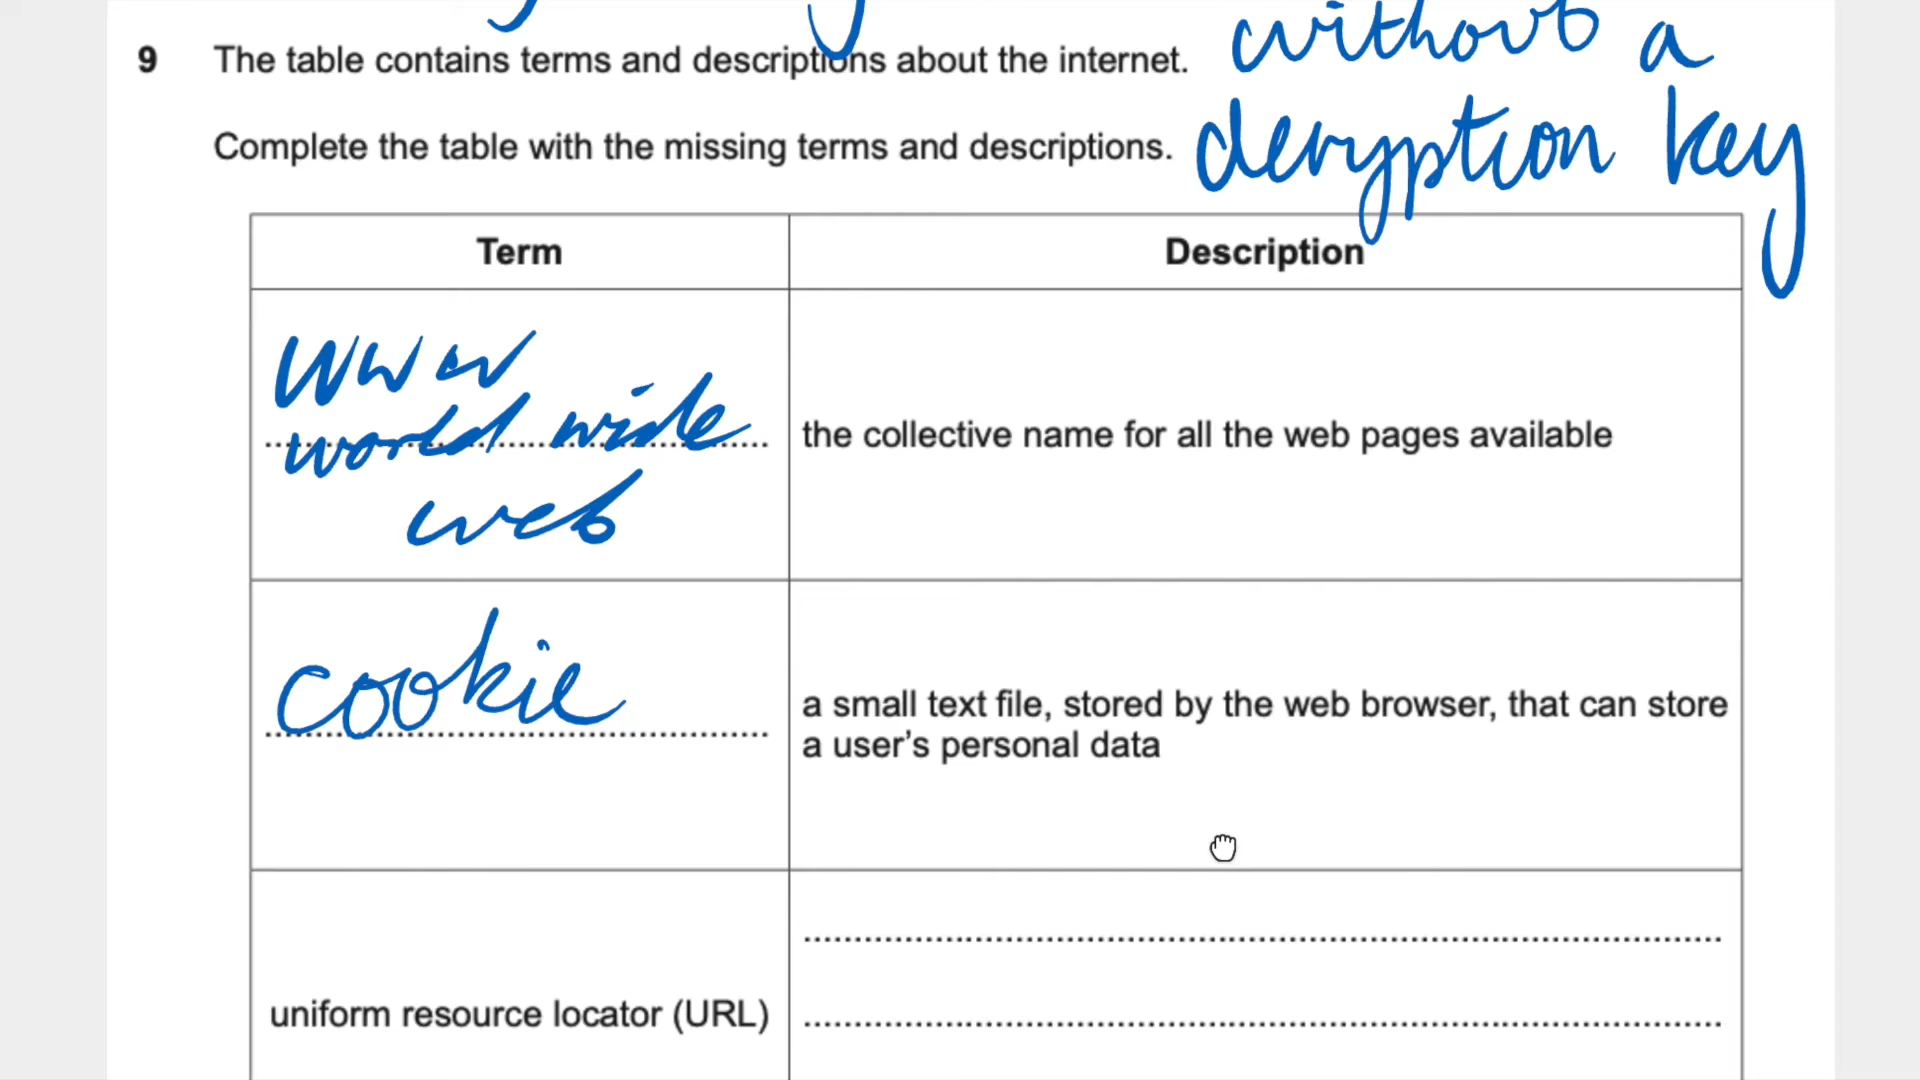 without a
9 The table contains terms and descriptions about the internet.
Complete the table with the missing terms and descriptions.
decryption key
Term Description
WWW
world wide
web
the collective name for all the web pages available
cookie
a small text file, stored by the web browser, that can store
a user's personal data
uniform resource locator (URL)